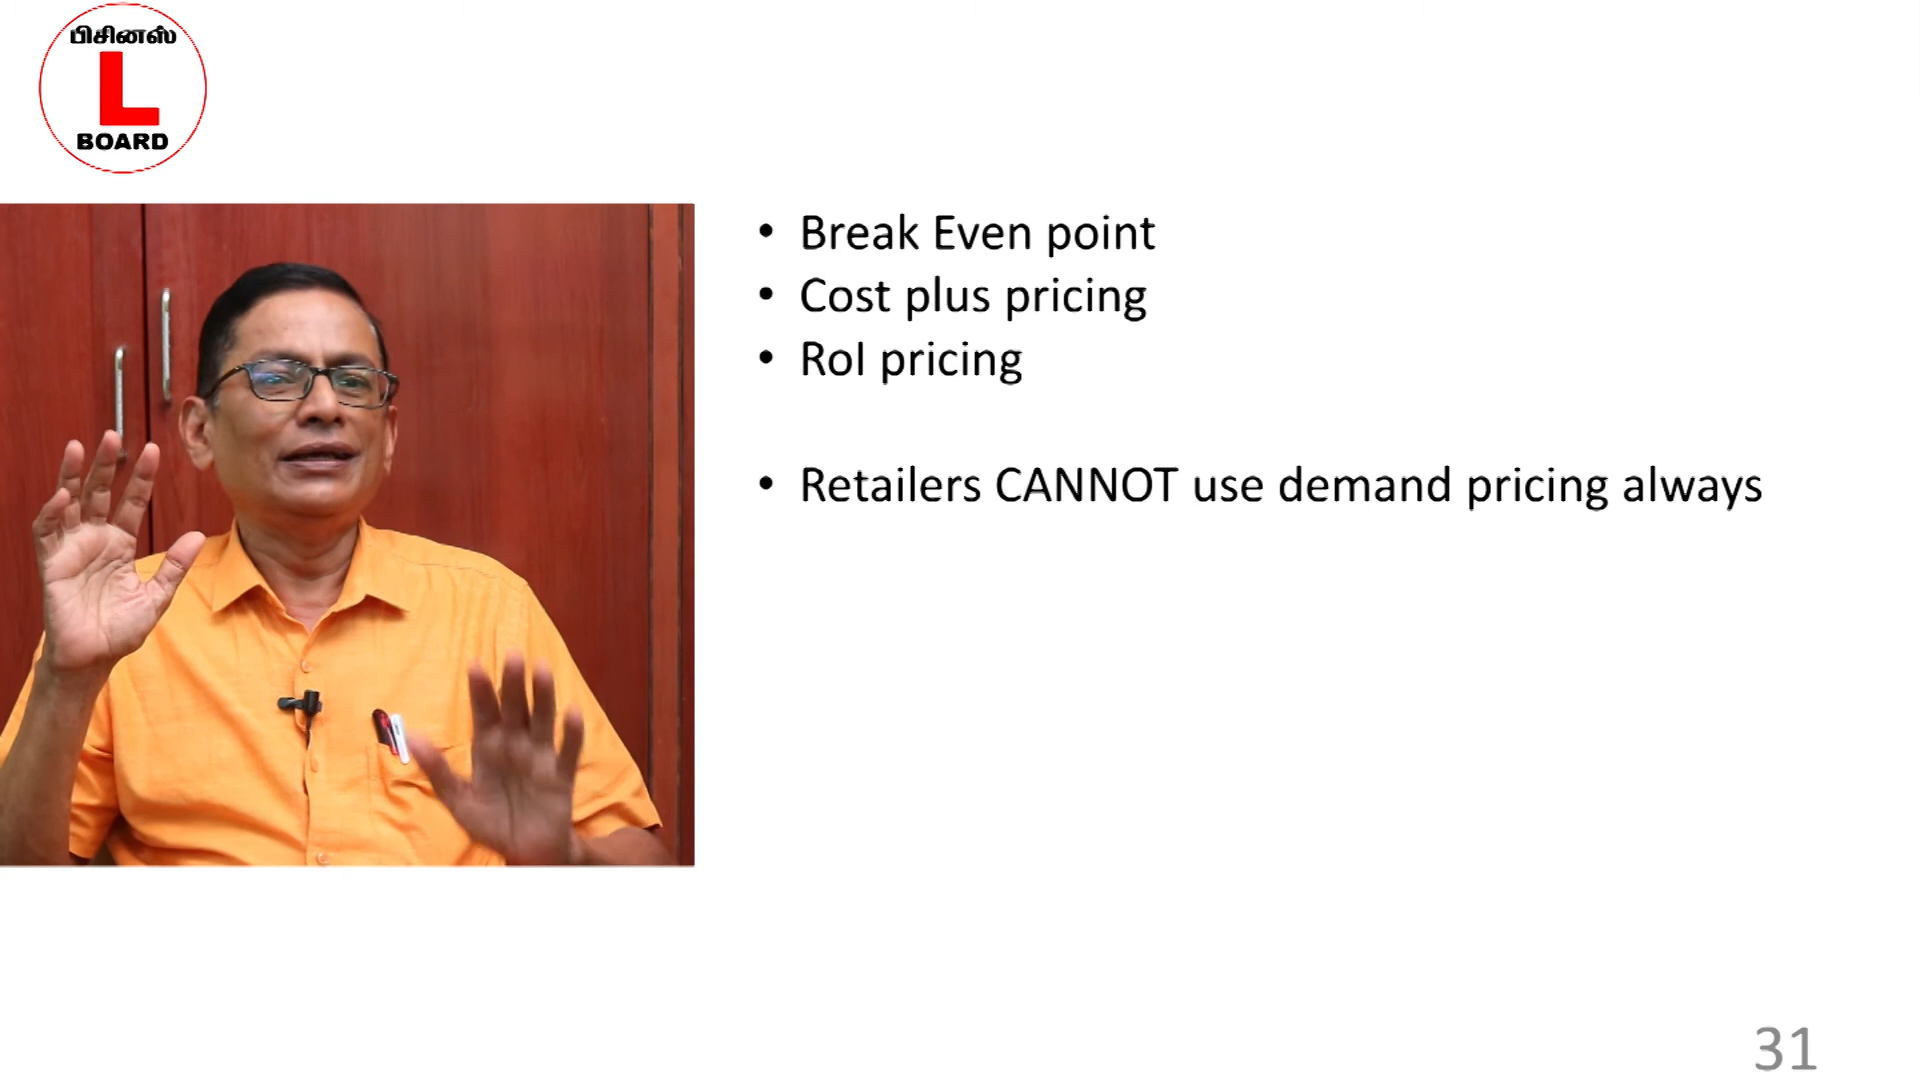 பிசினஸ்
L
BOARD
• Break Even point
• Cost plus pricing
• RoI pricing
• Retailers CANNOT use demand pricing always
31